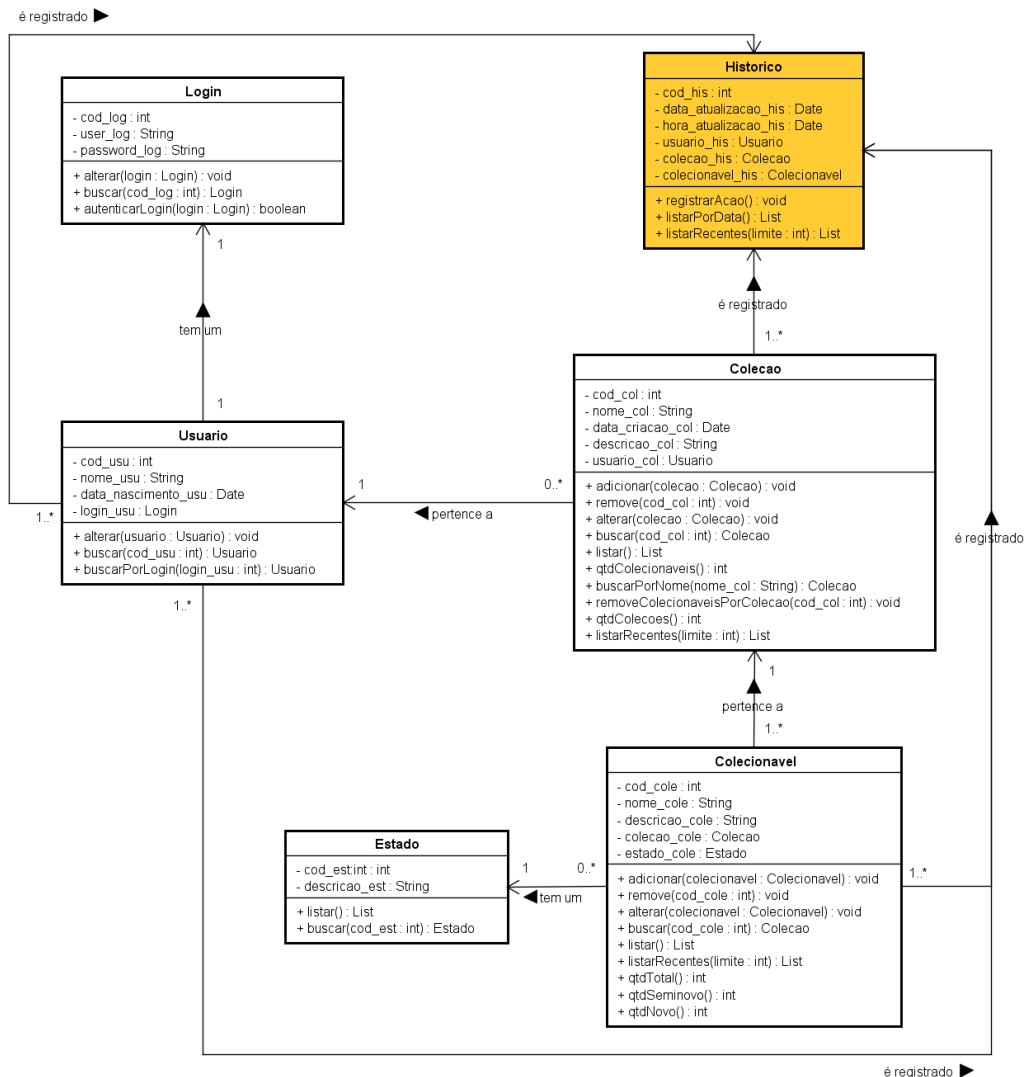 é registrado
Login
- cod_log : int
- user_log : String
- password_log : String
+ alterar(login : Login) : void
+ buscar(cod_log : int) : Login
+ autenticarLogin(login : Login) : boolean
Historico
- cod_his : int
- data_atualizacao_his : Date
- hora_atualizacao_his : Date
- usuario_his : Usuario
- colecao_his : Colecao
- colecionavel_his : Colecionavel
+ registrarAcao() : void
+ listarPorData() : List
+ listarRecentes(limite : int) : List
1
tem um
1
é registrado
1..*
Usuario
- cod_usu : int
- nome_usu : String
- data_nascimento_usu : Date
- login_usu : Login
+ alterar(usuario : Usuario) : void
+ buscar(cod_usu : int) : Usuario
+ buscarPorLogin(login_usu : int) : Usuario
1..*
1..*
1
0..*
pertence a
Colecao
- cod_col : int
- nome_col : String
- data_criacao_col : Date
- descricao_col : String
- usuario_col : Usuario
+ adicionar(colecao : Colecao) : void
+ remove(cod_col : int) : void
+ alterar(colecao : Colecao) : void
+ buscar(cod_col : int) : Colecao
+ listar() : List
+ qtdColecionaveis() : int
+ buscarPorNome(nome_col : String) : Colecao
+ removeColecionaveisPorColecao(cod_col : int) : void
+ qtdColecoes() : int
+ listarRecentes(limite : int) : List
é registrado
1
pertence a
1..*
Colecionavel
- cod_cole : int
- nome_cole : String
- descricao_cole : String
- colecao_cole : Colecao
- estado_cole : Estado
+ adicionar(colecionavel : Colecionavel) : void
+ remove(cod_cole : int) : void
+ alterar(colecionavel : Colecionavel) : void
+ buscar(cod_cole : int) : Colecao
+ listar() : List
+ listarRecentes(limite : int) : List
+ qtdTotal() : int
+ qtdSeminovo() : int
+ qtdNovo() : int
1..*
Estado
- cod_est:int : int
- descricao_est : String
+ listar() : List
+ buscar(cod_est : int) : Estado
1
0..*
tem um
é registrado